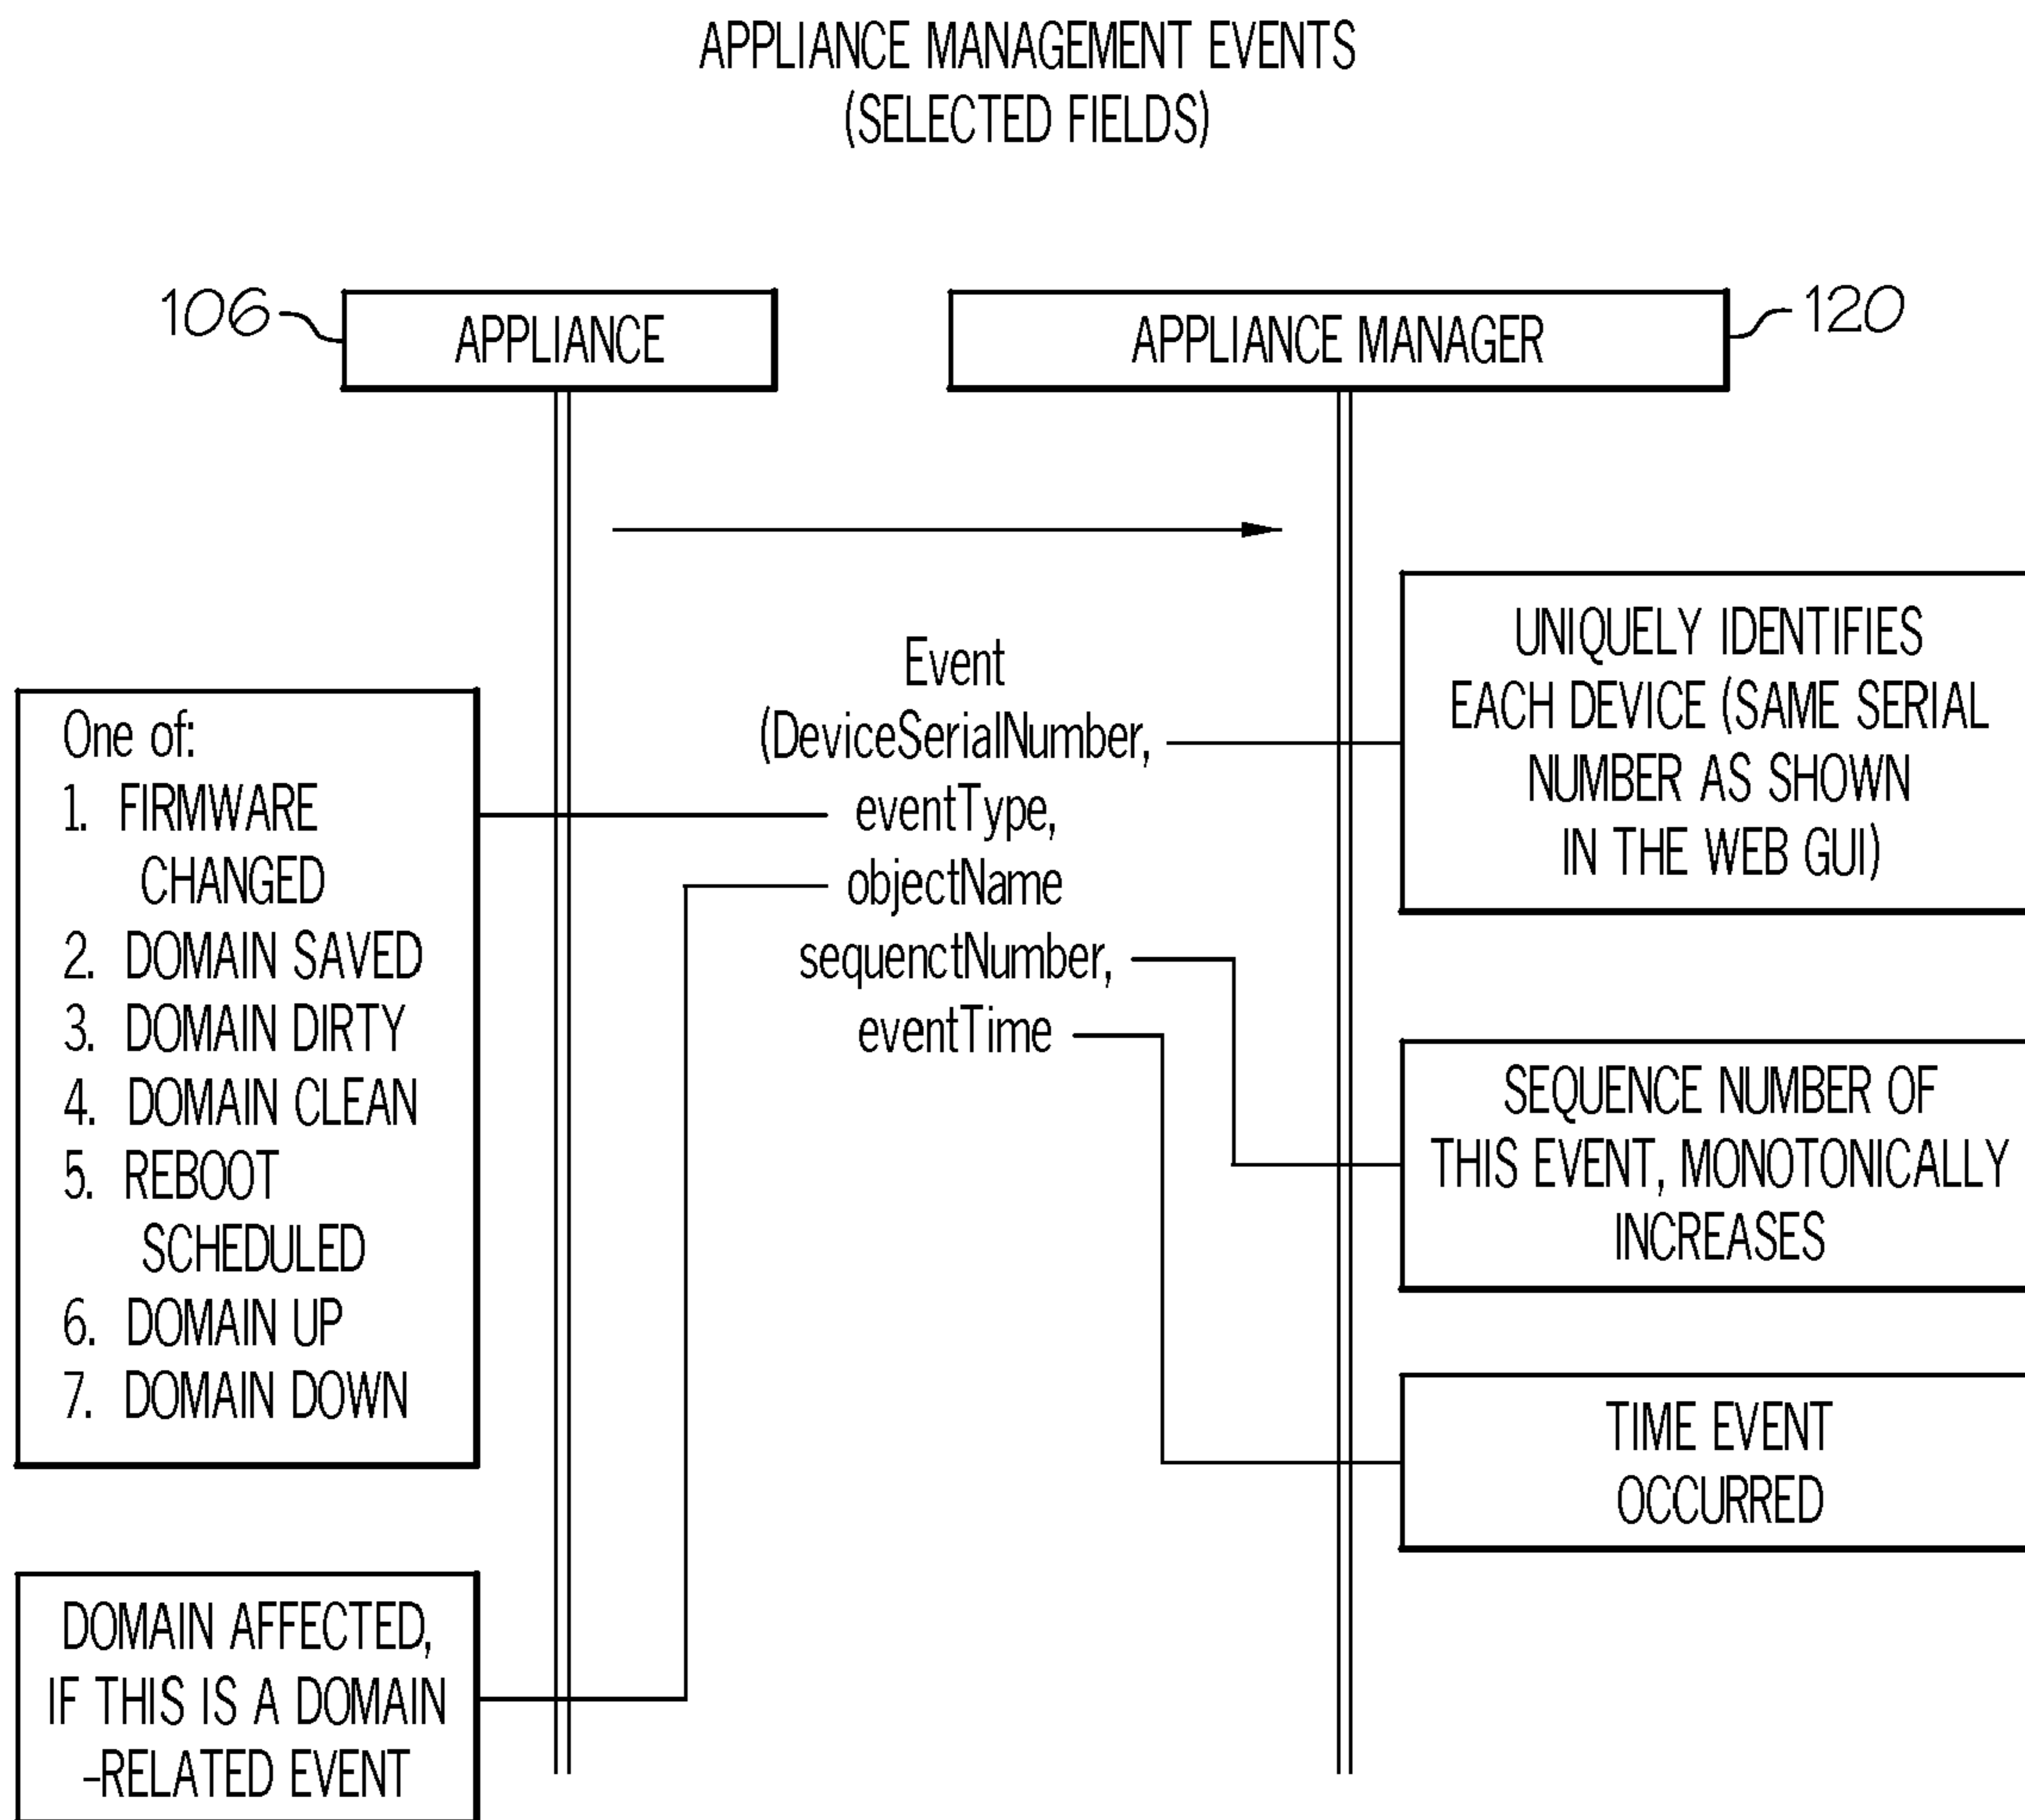 APPLIANCE MANAGEMENT EVENTS
(SELECTED FIELDS)
106
APPLIANCE
APPLIANCE MANAGER
120
Event
(DeviceSerialNumber,
eventType,
objectName
sequenctNumber,
eventTime
UNIQUELY IDENTIFIES
EACH DEVICE (SAME SERIAL
NUMBER AS SHOWN
IN THE WEB GUI)
One of:
1. FIRMWARE
CHANGED
2. DOMAIN SAVED
3. DOMAIN DIRTY
4. DOMAIN CLEAN
5. REBOOT
SCHEDULED
6. DOMAIN UP
7. DOMAIN DOWN
SEQUENCE NUMBER OF
THIS EVENT, MONOTONICALLY
INCREASES
TIME EVENT
OCCURRED
DOMAIN AFFECTED,
IF THIS IS A DOMAIN
-RELATED EVENT